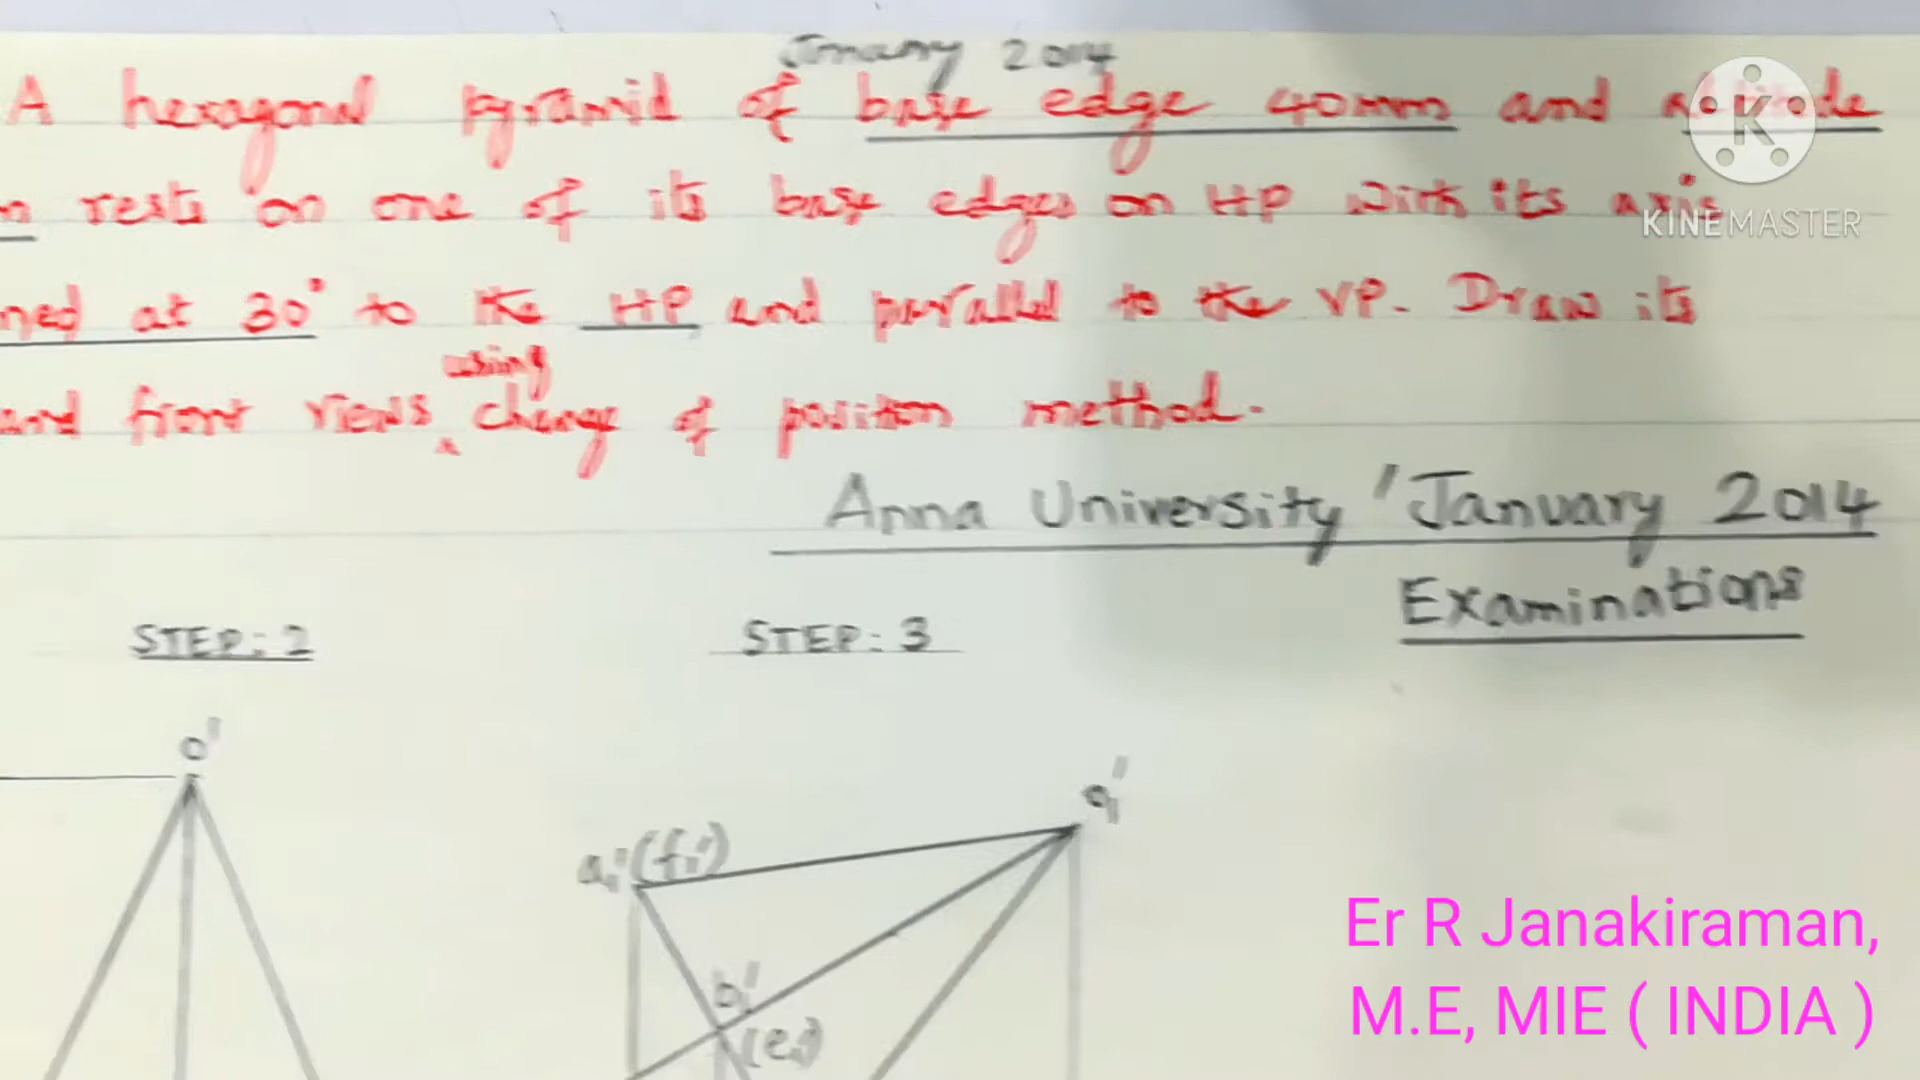 January 2014
A hexagonal pyramid of base edge 40mm and altitude
rests on one of its base edges on HP with its axis
KINEMASTER
ned at 30° to the HP and parallel to the VP. Draw its
using
and front views ^ change of position method.
Anna University 'January 2014
Examinations
STEP: 2
STEP: 3
o'
o₁'
a₁'(f₁')
b₁'
(e₁)
Er R Janakiraman,
M.E, MIE ( INDIA )